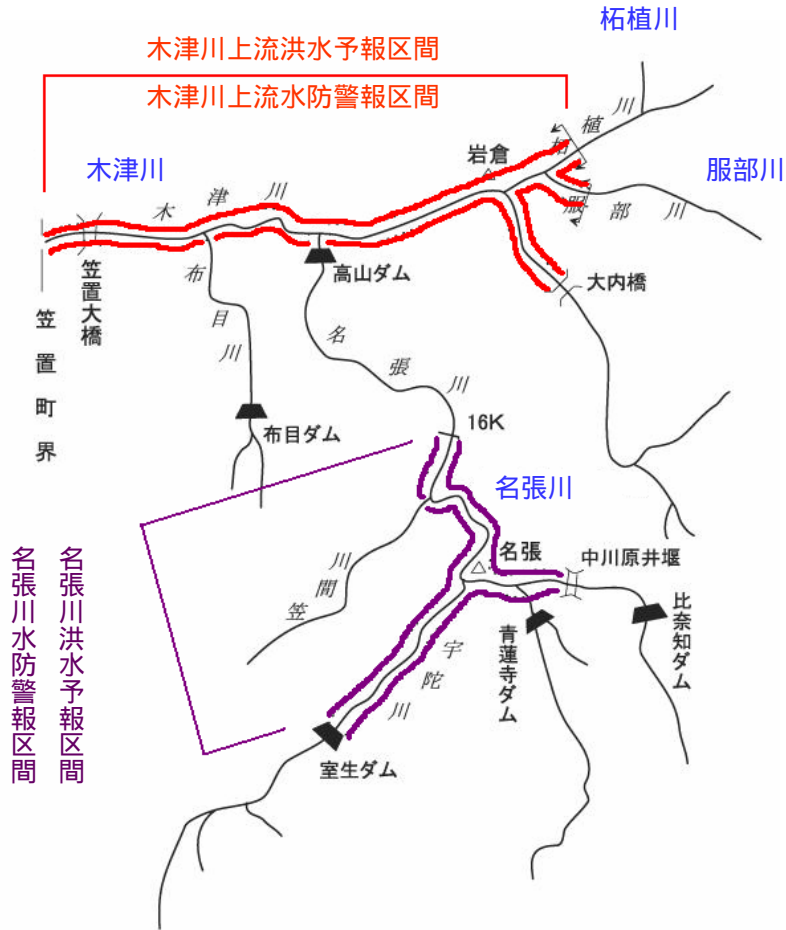 柘植川
木津川上流洪水予報区間
木津川上流水防警報区間
柘植川
岩倉
木津川
服部川
木津川
服部川
笠置大橋
布目川
高山ダム
大内橋
笠置町界
名張川
16K
布目ダム
名張川
名張
中川原井堰
笠間川
比奈知ダム
青蓮寺ダム
宇陀川
名張川洪水予報区間
名張川水防警報区間
室生ダム